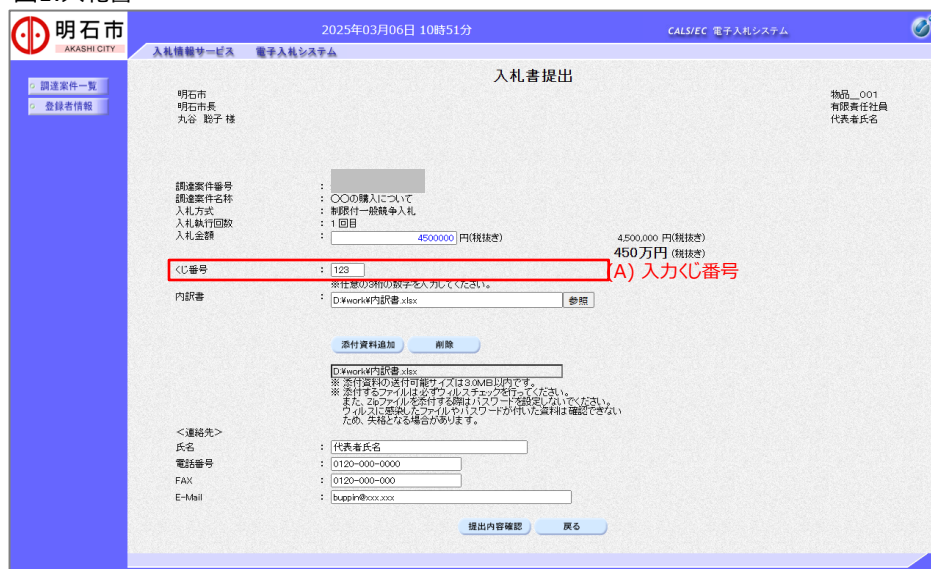 明石市
AKASHI CITY
2025年03月06日 10時51分
CALS/EC 電子入札システム
入札情報サービス 電子入札システム
調達案件一覧
登録者情報
入札書提出
明石市
明石市長
丸谷 聡子 様
物品__001
有限責任社員
代表者氏名
調達案件番号 :
調達案件名称 : 〇〇の購入について
入札方式 : 制限付一般競争入札
入札執行回数 : 1 回目
入札金額 : 4500000 円(税抜き) 4,500,000 円(税抜き)
450万円 (税抜き)
くじ番号 : 123 (A) 入力くじ番号
※任意の3桁の数字を入力してください。
内訳書 : D:¥work¥内訳書.xlsx 参照
添付資料追加 削除
D:¥work¥内訳書.xlsx
※ 添付資料の送付可能サイズは3.0MB以内です。
※ 添付するファイルは必ずウィルスチェックを行ってください。
また、Zipファイルを添付する際はパスワードを設定しないでください。
ウィルスに感染したファイルやパスワードが付いた資料は確認できない
ため、失格となる場合があります。
<連絡先>
氏名 : 代表者氏名
電話番号 : 0120-000-0000
FAX : 0120-000-000
E-Mail : buppin@xxx.xxx
提出内容確認 戻る